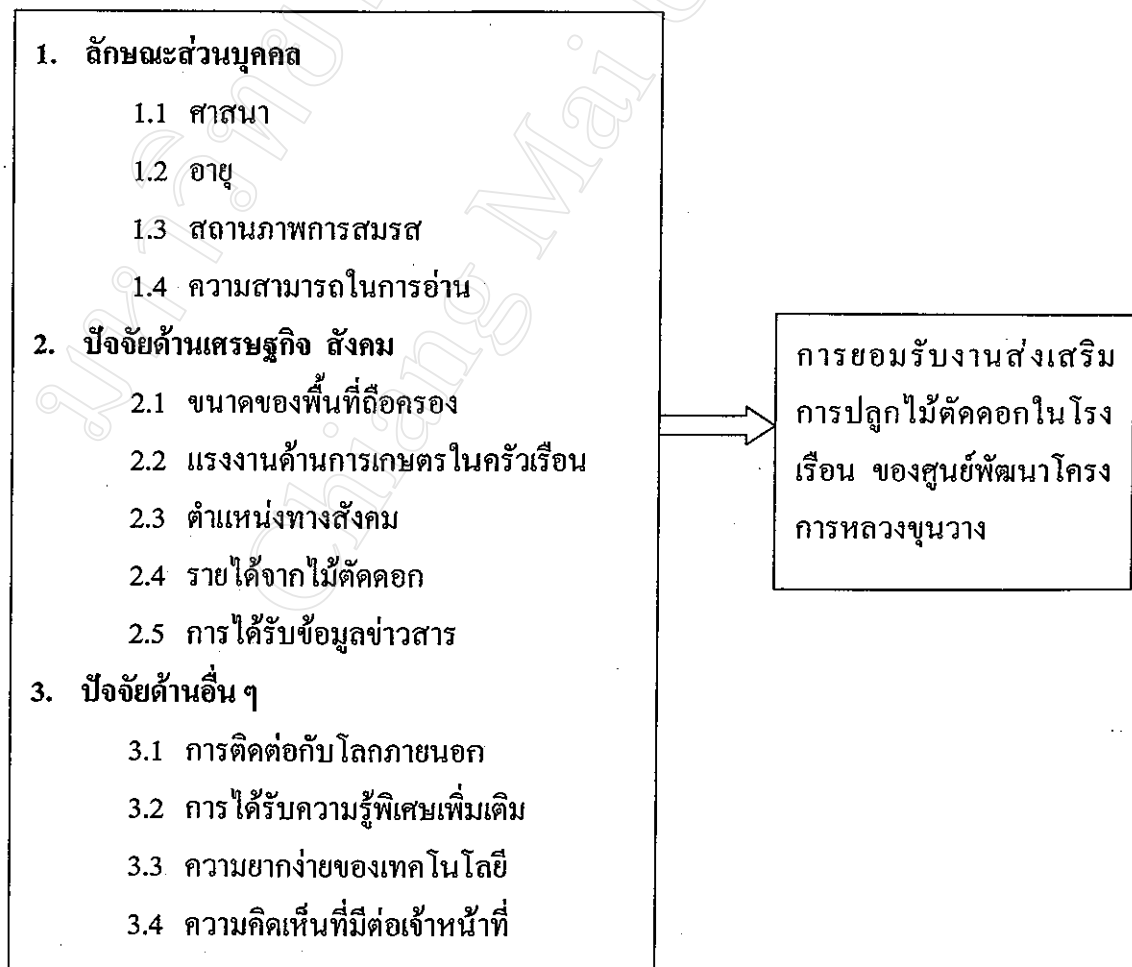 1. ลักษณะส่วนบุคคล
1.1 ศาสนา
1.2 อายุ
1.3 สถานภาพการสมรส
1.4 ความสามารถในการอ่าน
2. ปัจจัยด้านเศรษฐกิจ สังคม
2.1 ขนาดของพื้นที่ถือครอง
2.2 แรงงานด้านการเกษตรในครัวเรือน
2.3 ตำแหน่งทางสังคม
2.4 รายได้จากไม้ตัดดอก
2.5 การได้รับข้อมูลข่าวสาร
3. ปัจจัยด้านอื่น ๆ
3.1 การติดต่อกับโลกภายนอก
3.2 การได้รับความรู้พิเศษเพิ่มเติม
3.3 ความยากง่ายของเทคโนโลยี
3.4 ความคิดเห็นที่มีต่อเจ้าหน้าที่
การยอมรับงานส่งเสริม
การปลูกไม้ตัดดอกในโรง
เรือน ของศูนย์พัฒนาโครง
การหลวงขุนวาง
Chiang Mai